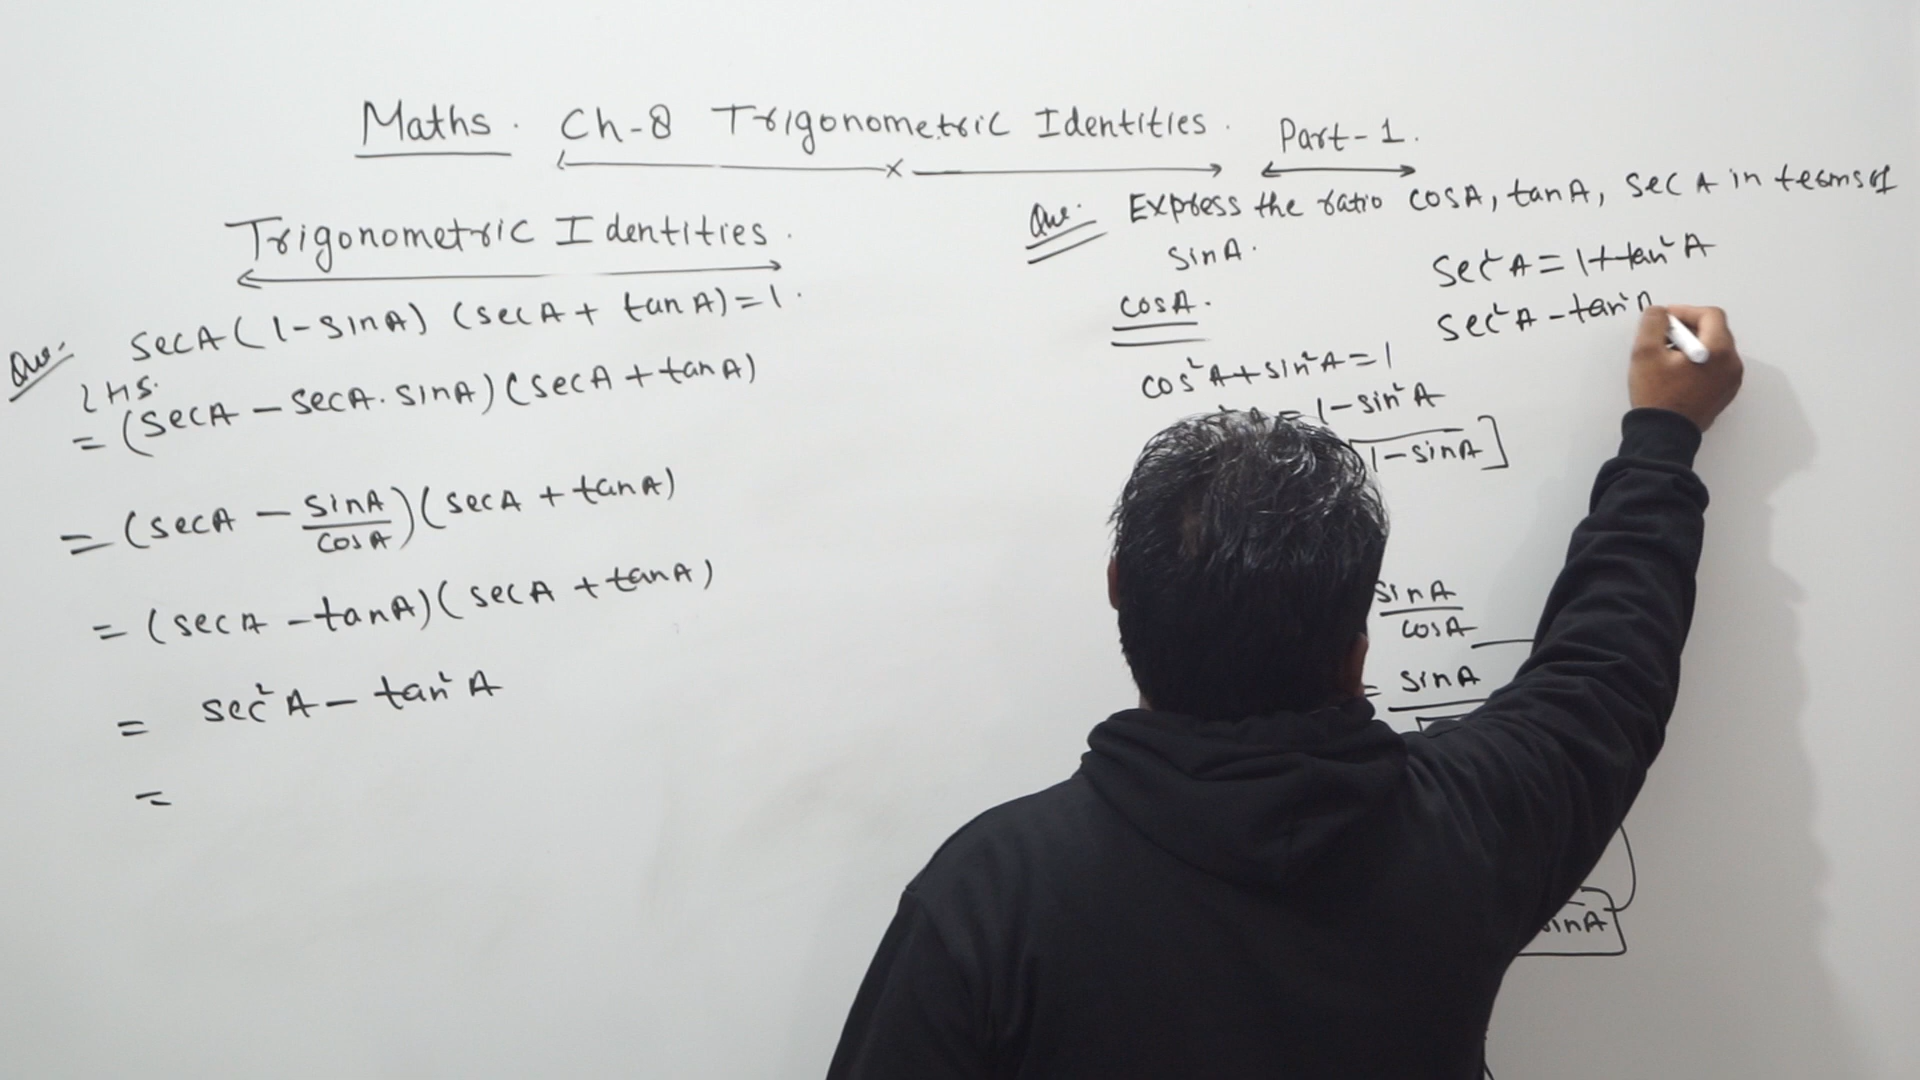 Maths. Ch-8 Trigonometric Identities. Part-1.
Trigonometric Identities.
Que. secA(1-sinA) (secA + tanA)=1.
LHS.
= (secA - secA. sinA) (secA + tanA)
= (secA - sinA/cosA) (secA + tanA)
= (secA - tanA) (secA + tanA)
= sec²A - tan²A
=
Que. Express the ratio cosA, tanA, sec A in terms of
sinA.
cosA.
cos²A+sin²A=1
²A = 1-sin²A
1-sinA]
sec²A = 1+tan²A
sec²A - tan²A
sinA/cosA
= sinA
sinA